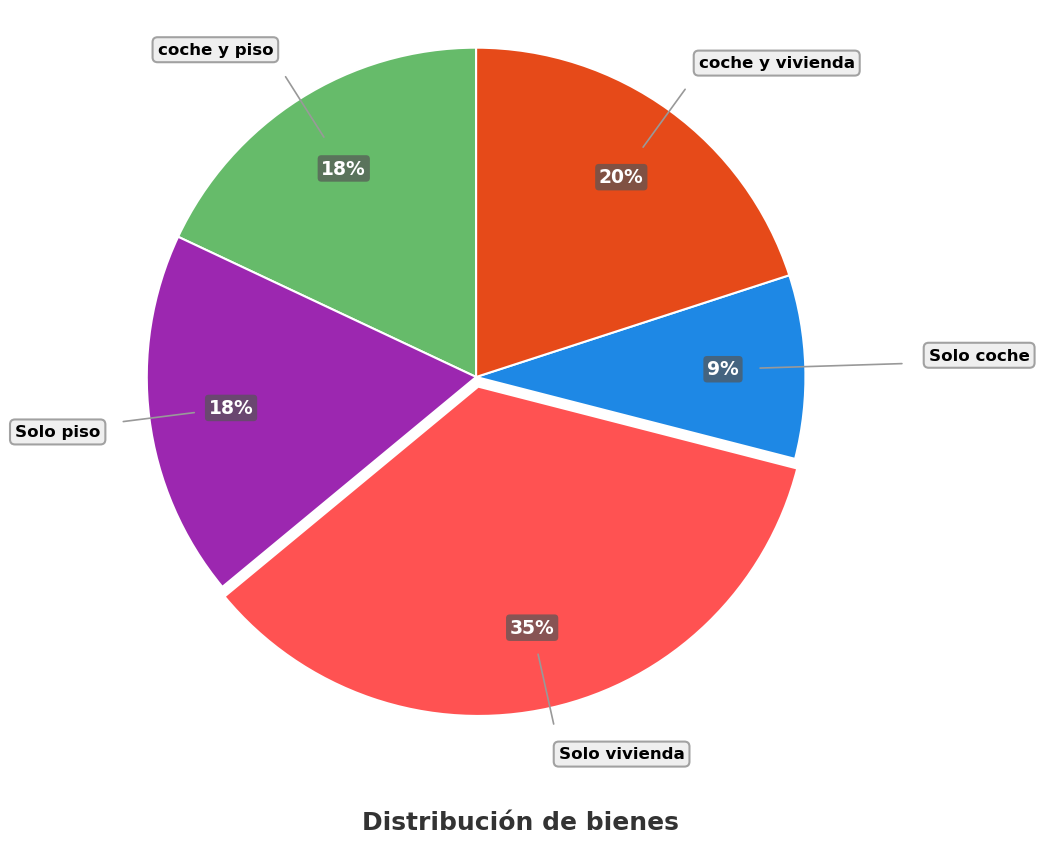 coche y piso
coche y vivienda
18%
20%
Solo coche
9%
18%
Solo piso
35%
Solo vivienda
Distribución de bienes